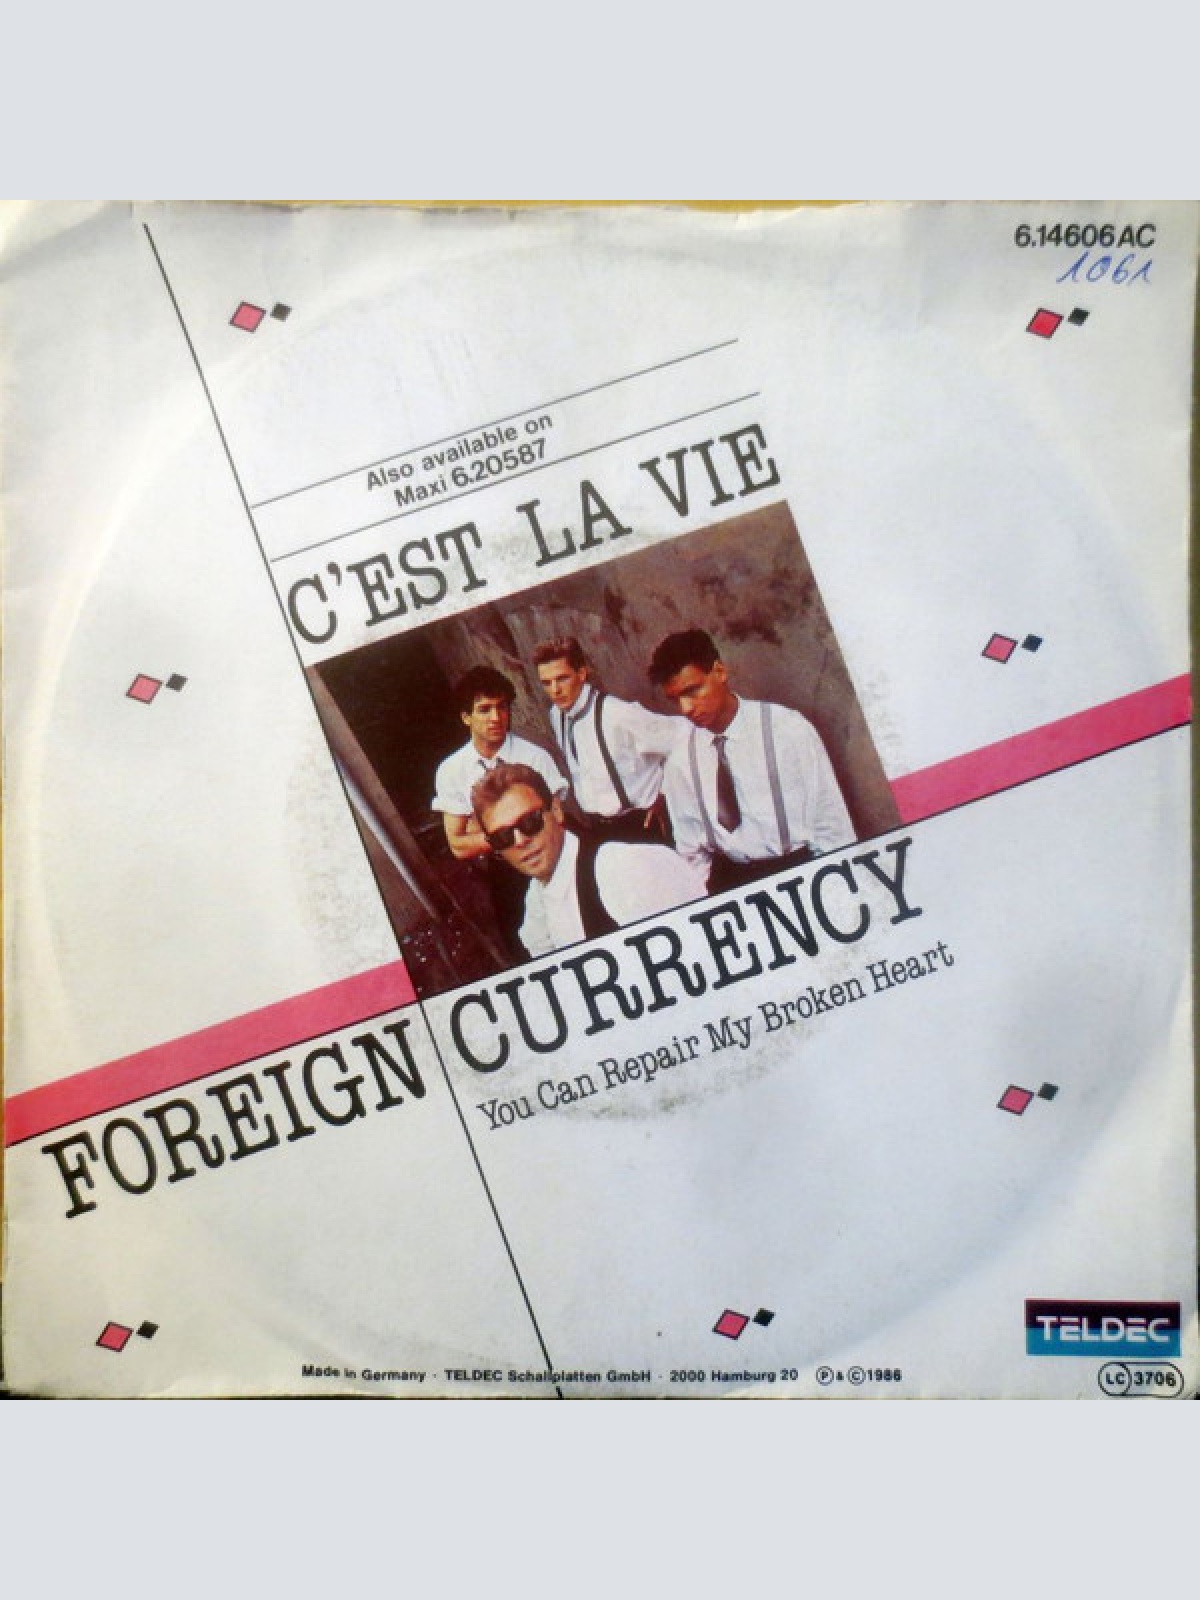 6.14606 AC
1061
Also available on
Maxi 6.20587
C'EST LA VIE
FOREIGN CURRENCY
You Can Repair My Broken Heart
TELDEC
Made in Germany · TELDEC Schallplatten GmbH · 2000 Hamburg 20 Ⓟ & Ⓒ 1986
LC 3706